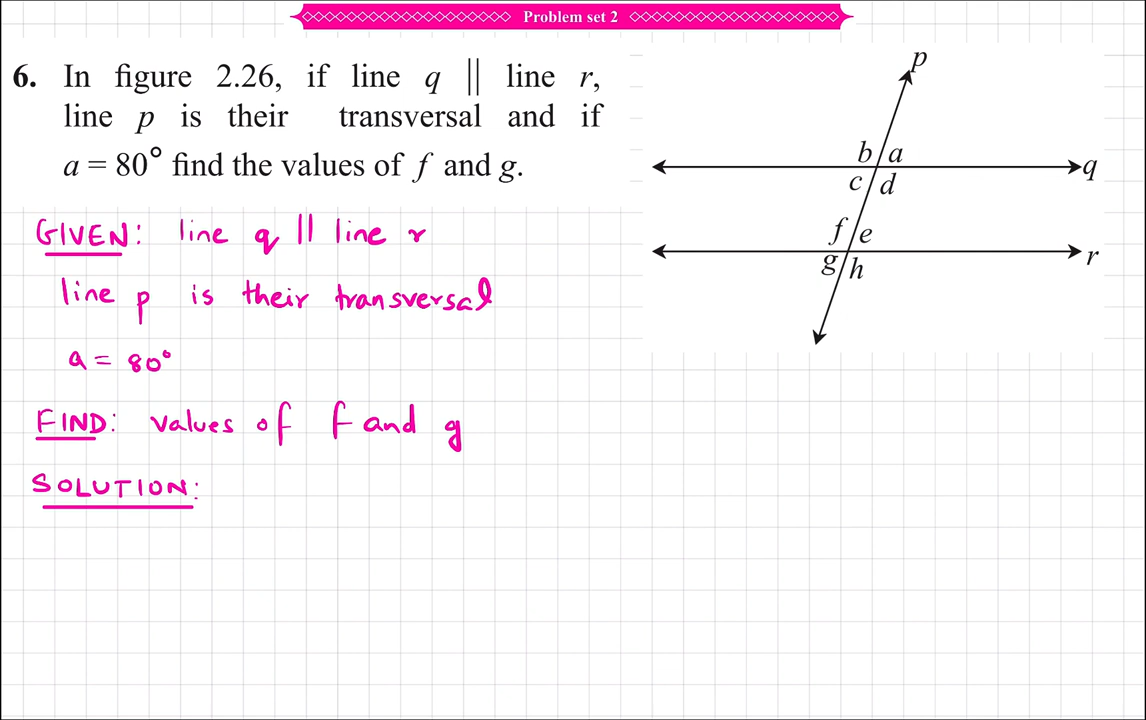 Problem set 2
6. In figure 2.26, if line q || line r,
line p is their transversal and if
a = 80° find the values of f and g.
GIVEN: line q || line r
line p is their transversal
a = 80°
FIND: values of f and g
SOLUTION:
p
b a
q
c d
f e
r
g h